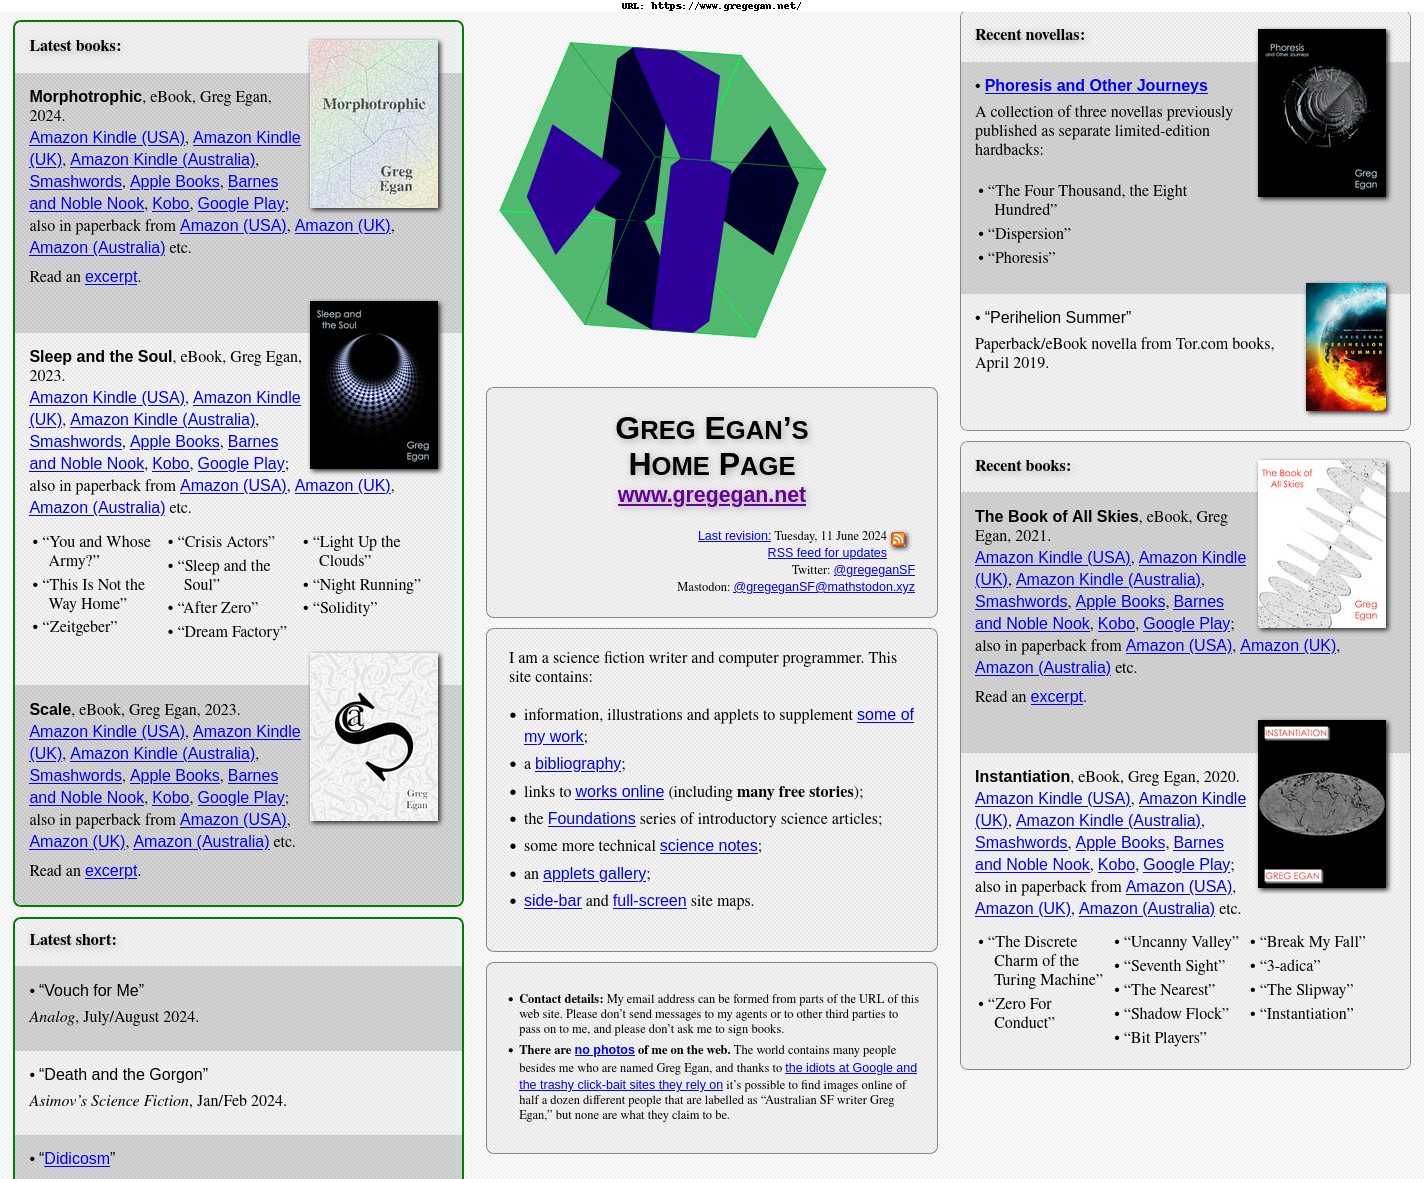 URL: https://www.gregegan.net/
Latest books:
Morphotrophic, eBook, Greg Egan,
2024.
Amazon Kindle (USA), Amazon Kindle
(UK), Amazon Kindle (Australia),
Smashwords, Apple Books, Barnes
and Noble Nook, Kobo, Google Play;
also in paperback from Amazon (USA), Amazon (UK),
Amazon (Australia) etc.
Read an excerpt.
Morphotrophic
Greg
Egan
Sleep and the Soul, eBook, Greg Egan,
2023.
Amazon Kindle (USA), Amazon Kindle
(UK), Amazon Kindle (Australia),
Smashwords, Apple Books, Barnes
and Noble Nook, Kobo, Google Play;
also in paperback from Amazon (USA), Amazon (UK),
Amazon (Australia) etc.
Sleep and
the Soul
Greg
Egan
• “You and Whose
Army?”
• “This Is Not the
Way Home”
• “Zeitgeber”
• “Crisis Actors”
• “Sleep and the
Soul”
• “After Zero”
• “Dream Factory”
• “Light Up the
Clouds”
• “Night Running”
• “Solidity”
Scale, eBook, Greg Egan, 2023.
Amazon Kindle (USA), Amazon Kindle
(UK), Amazon Kindle (Australia),
Smashwords, Apple Books, Barnes
and Noble Nook, Kobo, Google Play;
also in paperback from Amazon (USA),
Amazon (UK), Amazon (Australia) etc.
Read an excerpt.
Greg
Egan
Latest short:
• “Vouch for Me”
Analog, July/August 2024.
• “Death and the Gorgon”
Asimov’s Science Fiction, Jan/Feb 2024.
• “Didicosm”
Greg Egan’s
Home Page
www.gregegan.net
Last revision: Tuesday, 11 June 2024
RSS feed for updates
Twitter: @gregeganSF
Mastodon: @gregeganSF@mathstodon.xyz
I am a science fiction writer and computer programmer. This
site contains:
• information, illustrations and applets to supplement some of
my work;
• a bibliography;
• links to works online (including many free stories);
• the Foundations series of introductory science articles;
• some more technical science notes;
• an applets gallery;
• side-bar and full-screen site maps.
• Contact details: My email address can be formed from parts of the URL of this
web site. Please don’t send messages to my agents or to other third parties to
pass on to me, and please don’t ask me to sign books.
• There are no photos of me on the web. The world contains many people
besides me who are named Greg Egan, and thanks to the idiots at Google and
the trashy click-bait sites they rely on it’s possible to find images online of
half a dozen different people that are labelled as “Australian SF writer Greg
Egan,” but none are what they claim to be.
Recent novellas:
• Phoresis and Other Journeys
A collection of three novellas previously
published as separate limited-edition
hardbacks:
• “The Four Thousand, the Eight
Hundred”
• “Dispersion”
• “Phoresis”
Phoresis
and Other Journeys
Greg
Egan
• “Perihelion Summer”
Paperback/eBook novella from Tor.com books,
April 2019.
GREG EGAN
PERIHELION
SUMMER
Recent books:
The Book of All Skies, eBook, Greg
Egan, 2021.
Amazon Kindle (USA), Amazon Kindle
(UK), Amazon Kindle (Australia),
Smashwords, Apple Books, Barnes
and Noble Nook, Kobo, Google Play;
also in paperback from Amazon (USA), Amazon (UK),
Amazon (Australia) etc.
Read an excerpt.
The Book of
All Skies
Greg
Egan
Instantiation, eBook, Greg Egan, 2020.
Amazon Kindle (USA), Amazon Kindle
(UK), Amazon Kindle (Australia),
Smashwords, Apple Books, Barnes
and Noble Nook, Kobo, Google Play;
also in paperback from Amazon (USA),
Amazon (UK), Amazon (Australia) etc.
INSTANTIATION
GREG EGAN
• “The Discrete
Charm of the
Turing Machine”
• “Zero For
Conduct”
• “Uncanny Valley”
• “Seventh Sight”
• “The Nearest”
• “Shadow Flock”
• “Bit Players”
• “Break My Fall”
• “3-adica”
• “The Slipway”
• “Instantiation”